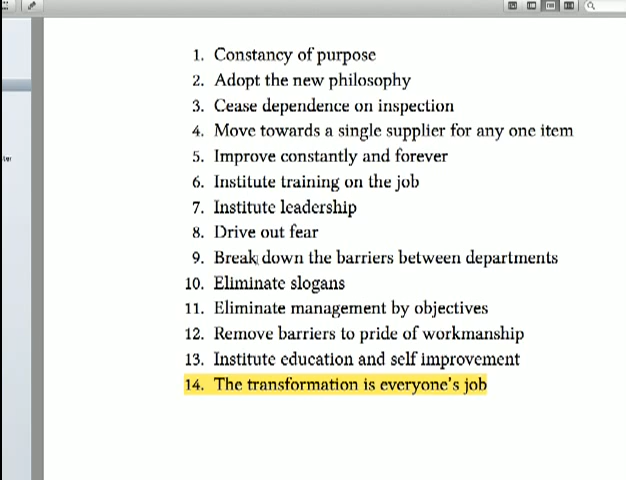 1. Constancy of purpose
2. Adopt the new philosophy
3. Cease dependence on inspection
4. Move towards a single supplier for any one item
5. Improve constantly and forever
6. Institute training on the job
7. Institute leadership
8. Drive out fear
9. Break down the barriers between departments
10. Eliminate slogans
11. Eliminate management by objectives
12. Remove barriers to pride of workmanship
13. Institute education and self improvement
14. The transformation is everyone's job